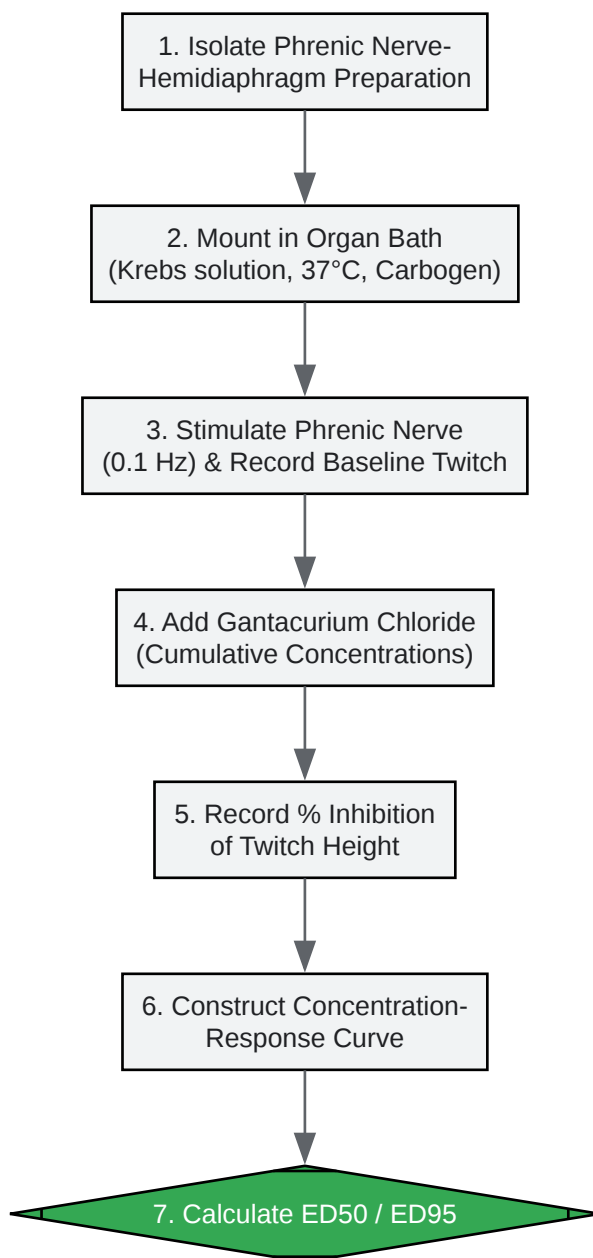 1. Isolate Phrenic Nerve-
Hemidiaphragm Preparation
2. Mount in Organ Bath
(Krebs solution, 37°C, Carbogen)
3. Stimulate Phrenic Nerve
(0.1 Hz) & Record Baseline Twitch
4. Add Gantacurium Chloride
(Cumulative Concentrations)
5. Record % Inhibition
of Twitch Height
6. Construct Concentration-
Response Curve
7. Calculate ED50 / ED95